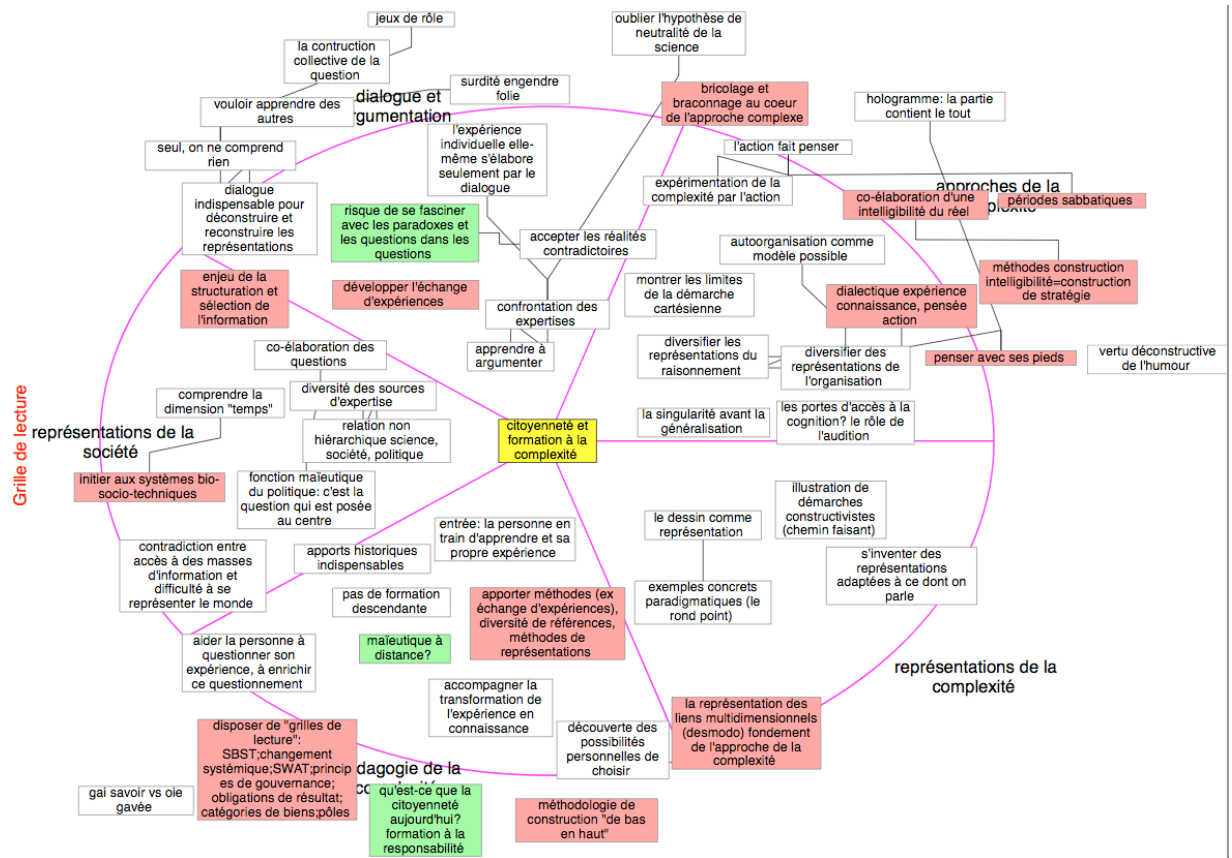 jeux de rôle
la contruction
collective de la
question
vouloir apprendre des
autres
surdité engendre
folie
dialogue et
rgumentation
seul, on ne comprend
rien
dialogue
indispensable pour
déconstruire et
reconstruire les
représentations
l'expérience
individuelle elle-
même s'élabore
seulement par le
dialogue
oublier l'hypothèse de
neutralité de la
science
bricolage et
braconnage au coeur
de l'approche complexe
hologramme: la partie
contient le tout
l'action fait penser
expérimentation de la
complexité par l'action
approches de la
co-élaboration d'une
intelligibilité du réel
périodes sabbatiques
risque de se fasciner
avec les paradoxes et
les questions dans les
questions
accepter les réalités
contradictoires
autoorganisation comme
modèle possible
méthodes construction
intelligibilité=construction
de stratégie
enjeu de la
structuration et
sélection de
l'information
développer l'échange
d'expériences
montrer les limites
de la démarche
cartésienne
dialectique expérience
connaissance, pensée
action
confrontation des
expertises
apprendre à
argumenter
diversifier les
représentations du
raisonnement
diversifier des
représentations de
l'organisation
penser avec ses pieds
vertu déconstructive
de l'humour
co-élaboration des
questions
comprendre la
dimension "temps"
diversité des sources
d'expertise
Grille de lecture
représentations de la
société
relation non
hiérarchique science,
société, politique
citoyenneté et
formation à la
complexité
la singularité avant la
généralisation
les portes d'accès à la
cognition? le rôle de
l'audition
initier aux systèmes bio-
socio-techniques
fonction maïeutique
du politique: c'est la
question qui est posée
au centre
illustration de
démarches
constructivistes
(chemin faisant)
le dessin comme
représentation
entrée: la personne en
train d'apprendre et sa
propre expérience
contradiction entre
accès à des masses
d'information et
difficulté à se
représenter le monde
apports historiques
indispensables
s'inventer des
représentations
adaptées à ce dont on
parle
exemples concrets
paradigmatiques (le
rond point)
pas de formation
descendante
apporter méthodes (ex
échange d'expériences),
diversité de références,
méthodes de
représentations
aider la personne à
questionner son
expérience, à enrichir
ce questionnement
maïeutique à
distance?
représentations de la
complexité
accompagner la
transformation de
l'expérience en
connaissance
la représentation des
liens multidimensionnels
(desmodo) fondement
de l'approche de la
complexité
découverte des
possibilités
personnelles de
choisir
disposer de "grilles de
lecture":
SBST;changement
systémique;SWAT;princip
es de gouvernance;
obligations de résultat;
catégories de biens;pôles
dagogie de la
gai savoir vs oie
gavée
qu'est-ce que la
citoyenneté
aujourd'hui?
formation à la
responsabilité
méthodologie de
construction "de bas
en haut"